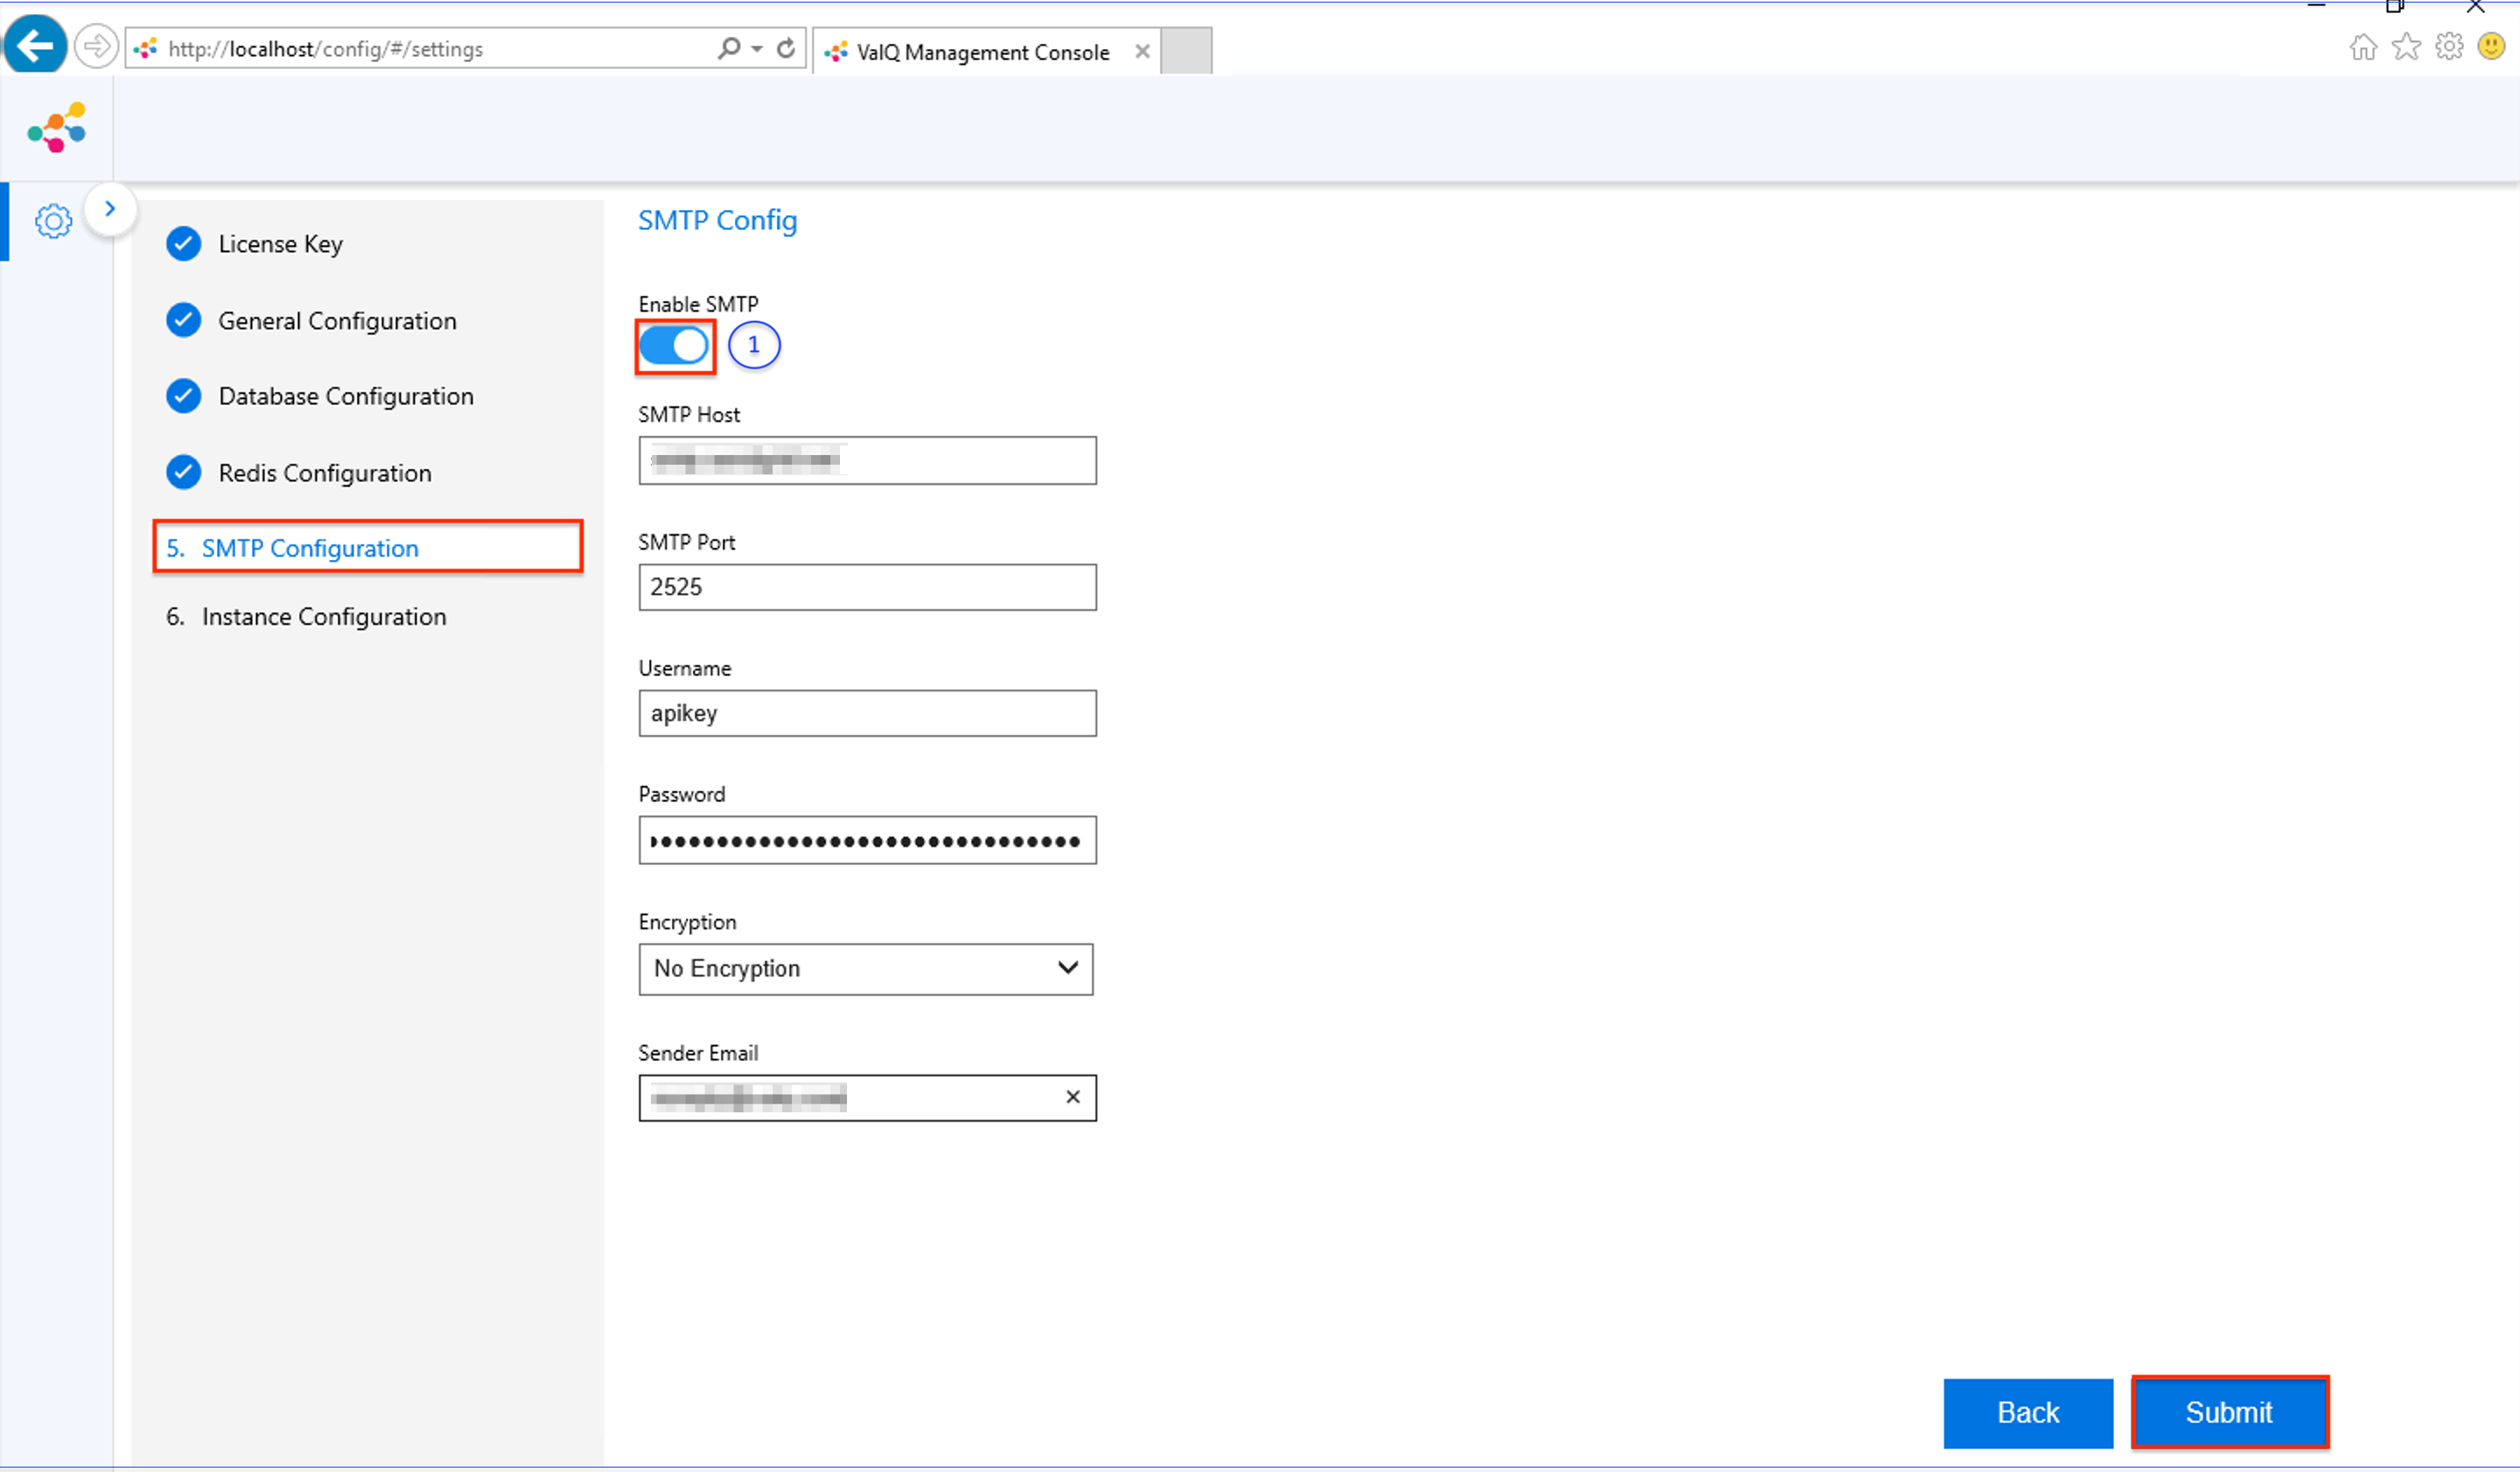 http://localhost/config/#/settings
ValQ Management Console
SMTP Config
License Key
General Configuration
Database Configuration
Redis Configuration
5. SMTP Configuration
6. Instance Configuration
Enable SMTP
1
SMTP Host
SMTP Port
2525
Username
apikey
Password
Encryption
No Encryption
Sender Email
Back
Submit